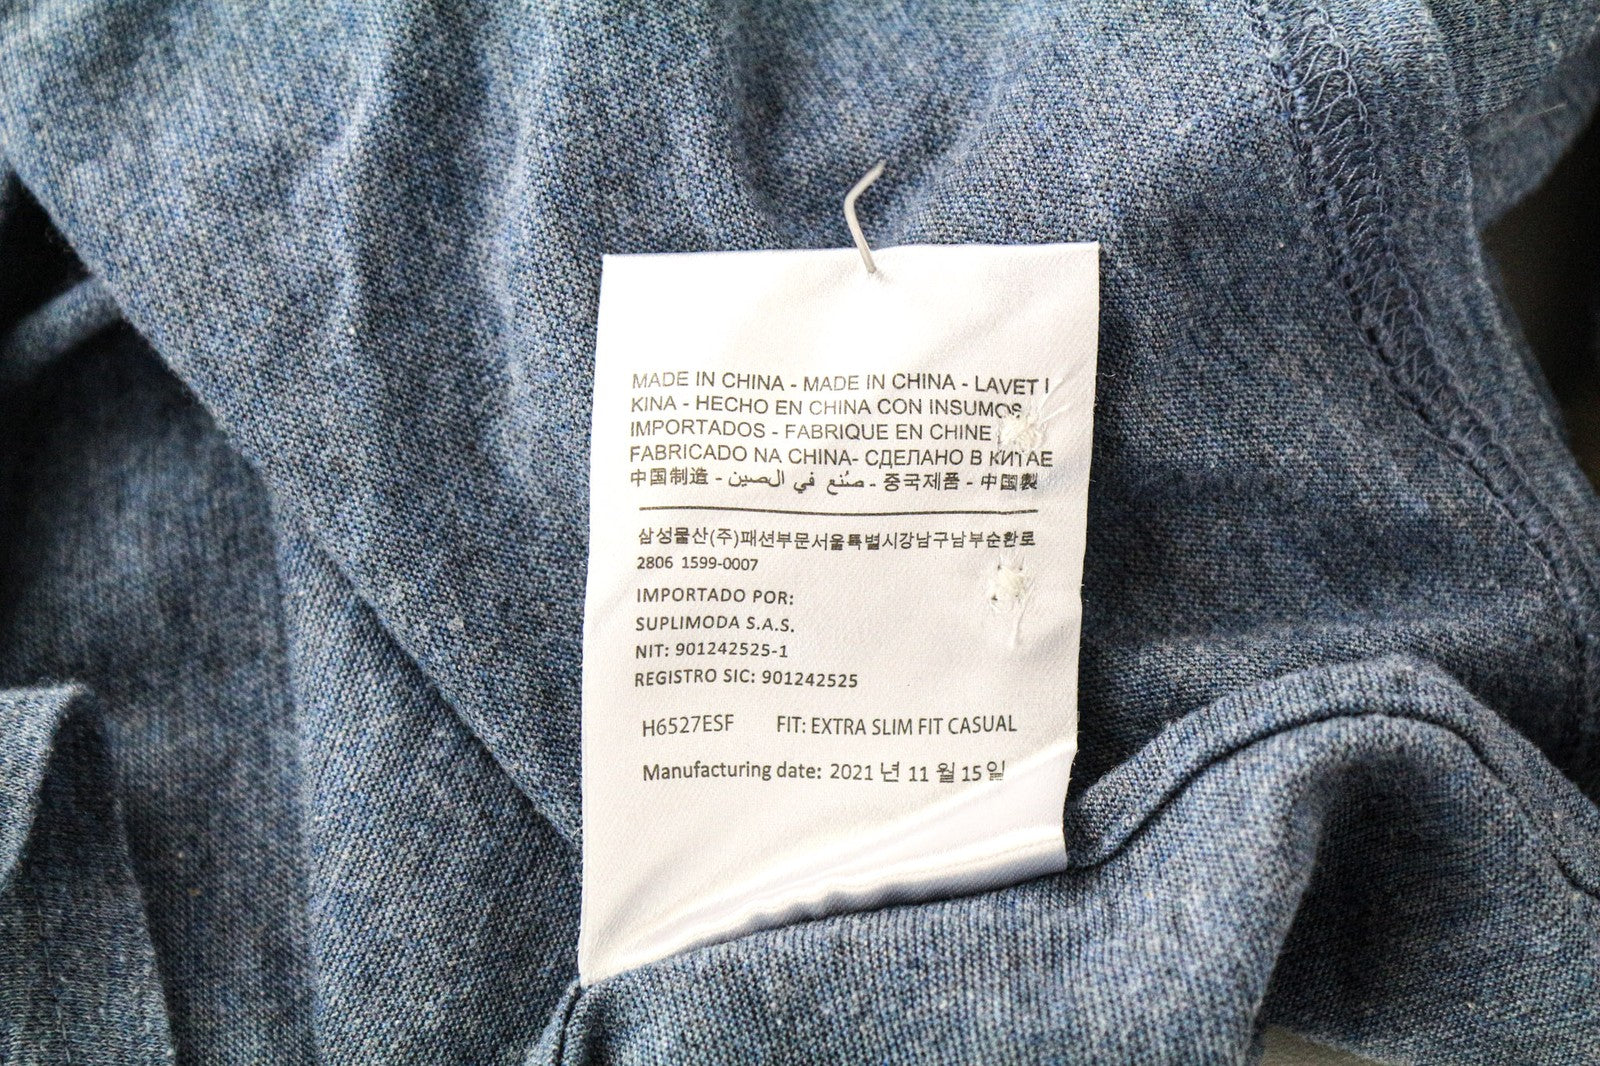 MADE IN CHINA - MADE IN CHINA - LAVET I
KINA - HECHO EN CHINA CON INSUMOS
IMPORTADOS - FABRIQUE EN CHINE
FABRICADO NA CHINA- СДЕЛАНО В КИТАЕ
中国制造 - صُنع في الصين - 중국제품 - 中国製
삼성물산(주)패션부문서울특별시강남구남부순환로
2806 1599-0007
IMPORTADO POR:
SUPLIMODA S.A.S.
NIT: 901242525-1
REGISTRO SIC: 901242525
H6527ESF FIT: EXTRA SLIM FIT CASUAL
Manufacturing date: 2021 년 11 월 15 일